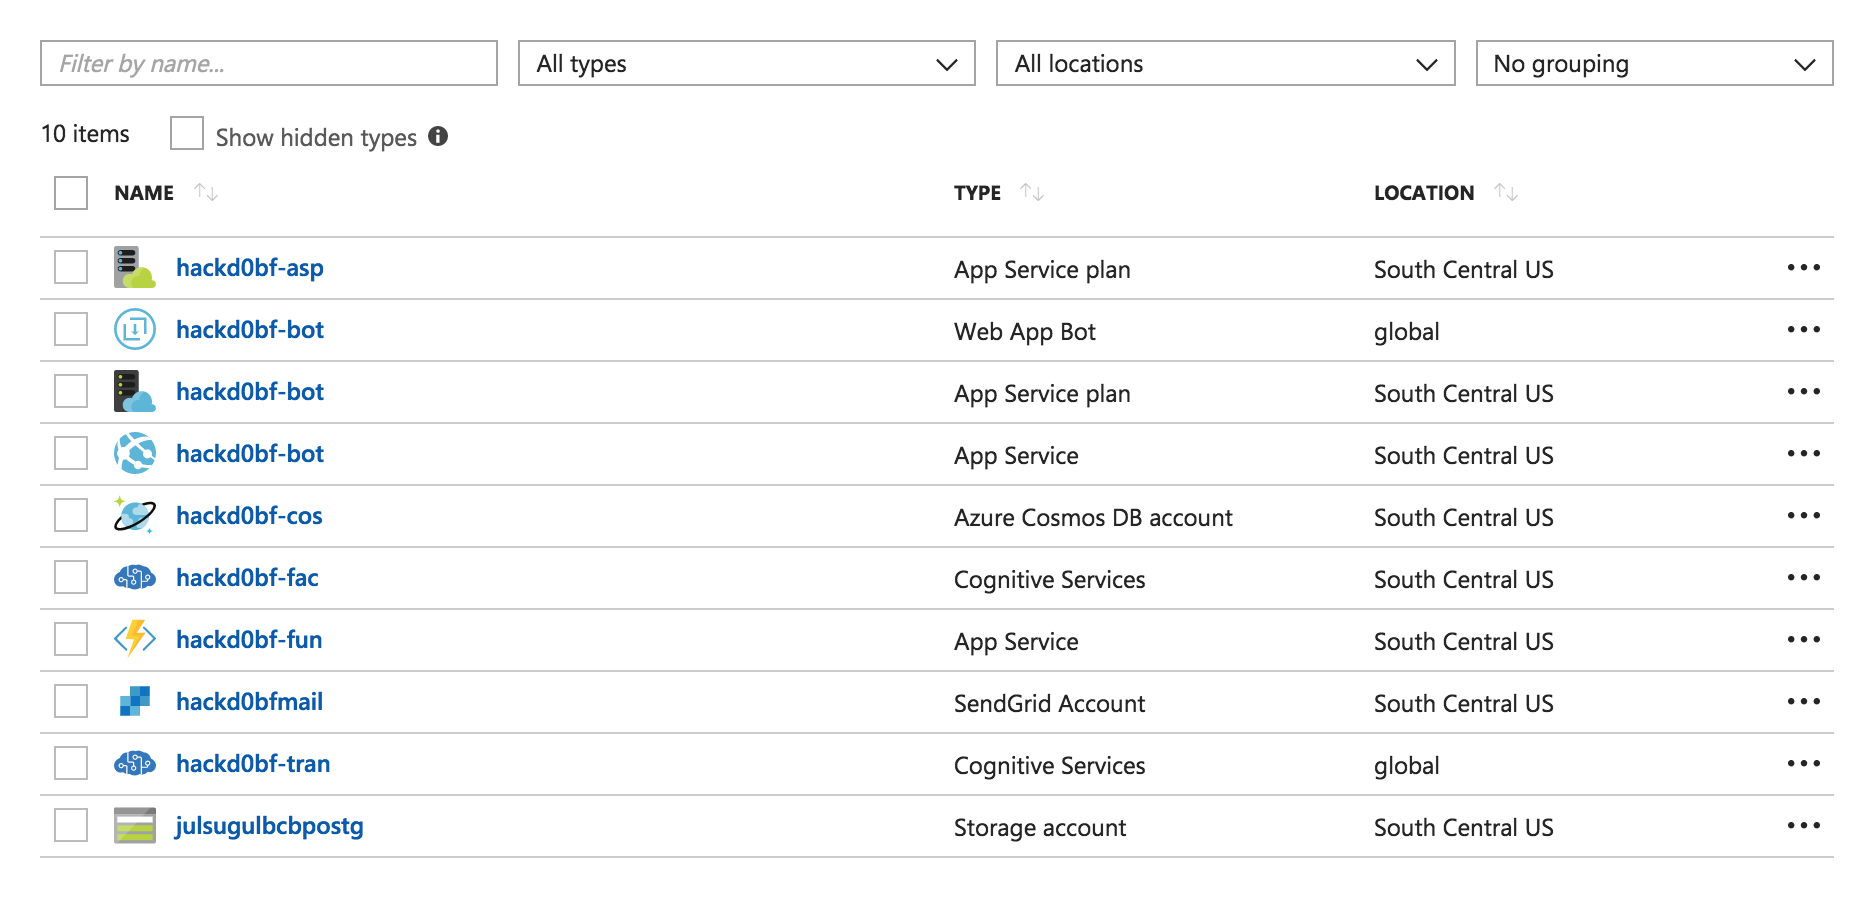 Filter by name... All types All locations No grouping
10 items Show hidden types
NAME TYPE LOCATION
hackd0bf-asp App Service plan South Central US
hackd0bf-bot Web App Bot global
hackd0bf-bot App Service plan South Central US
hackd0bf-bot App Service South Central US
hackd0bf-cos Azure Cosmos DB account South Central US
hackd0bf-fac Cognitive Services South Central US
hackd0bf-fun App Service South Central US
hackd0bfmail SendGrid Account South Central US
hackd0bf-tran Cognitive Services global
julsugulbcbpostg Storage account South Central US